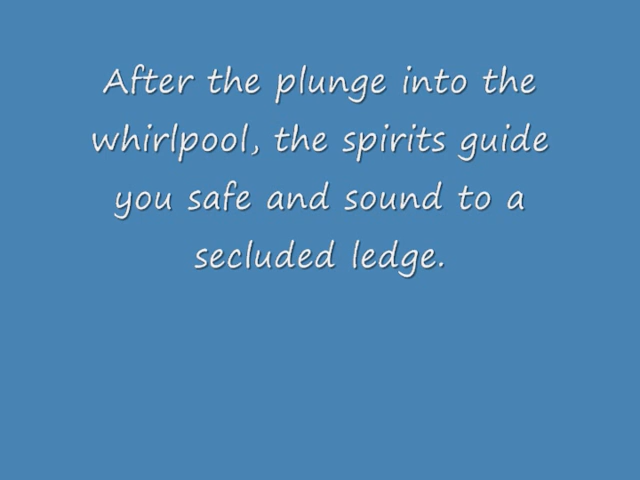 After the plunge into the
whirlpool, the spirits guide
you safe and sound to a
secluded ledge.